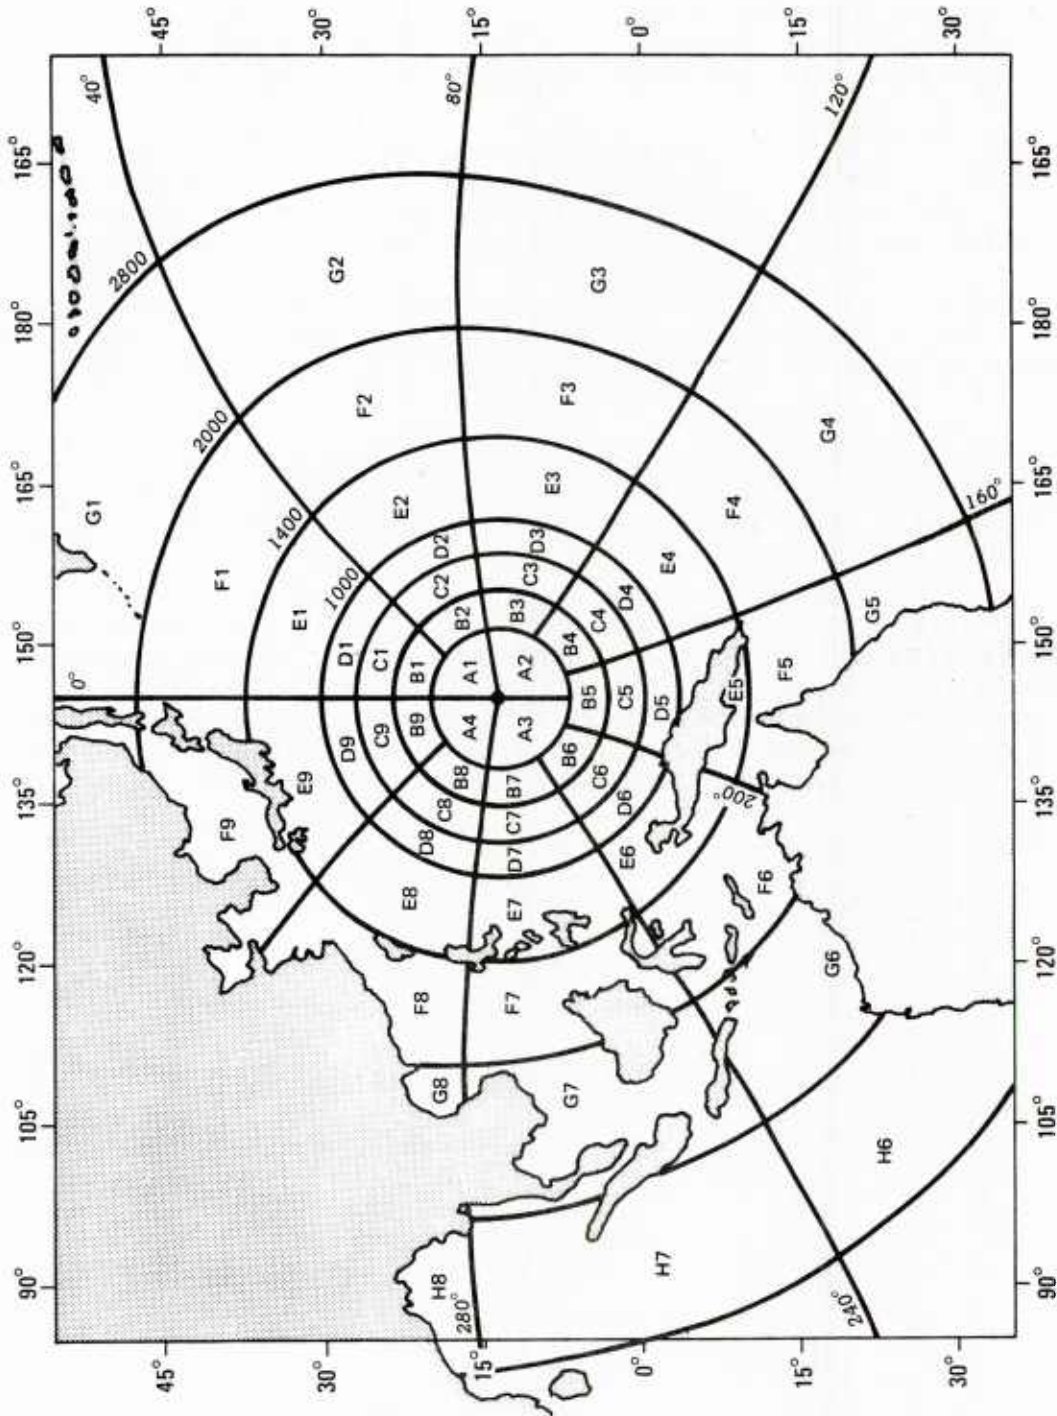 45°
30°
15°
0°
15°
30°
165°
180°
165°
150°
135°
120°
105°
90°
40°
80°
120°
160°
200°
240°
280°
0°
2800
2000
1400
1000
G1
G2
G3
G4
G5
G6
G7
G8
F1
F2
F3
F4
F5
F6
F7
F8
F9
E1
E2
E3
E4
E5
E6
E7
E8
E9
D1
D2
D3
D4
D5
D6
D7
D8
D9
C1
C2
C3
C4
C5
C6
C7
C8
C9
B1
B2
B3
B4
B5
B6
B7
B8
B9
A1
A2
A3
A4
H6
H7
H8
165°
180°
165°
150°
135°
120°
105°
90°
45°
30°
15°
0°
15°
30°